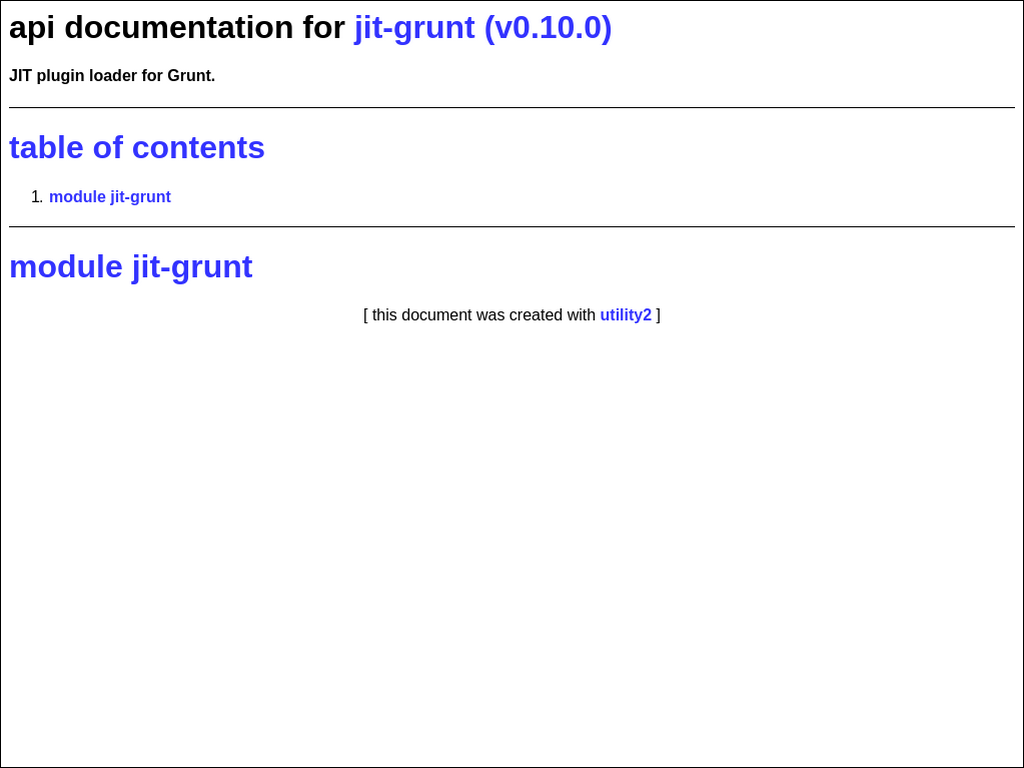 api documentation for jit-grunt (v0.10.0)
JIT plugin loader for Grunt.
table of contents
1. module jit-grunt
module jit-grunt
[ this document was created with utility2 ]